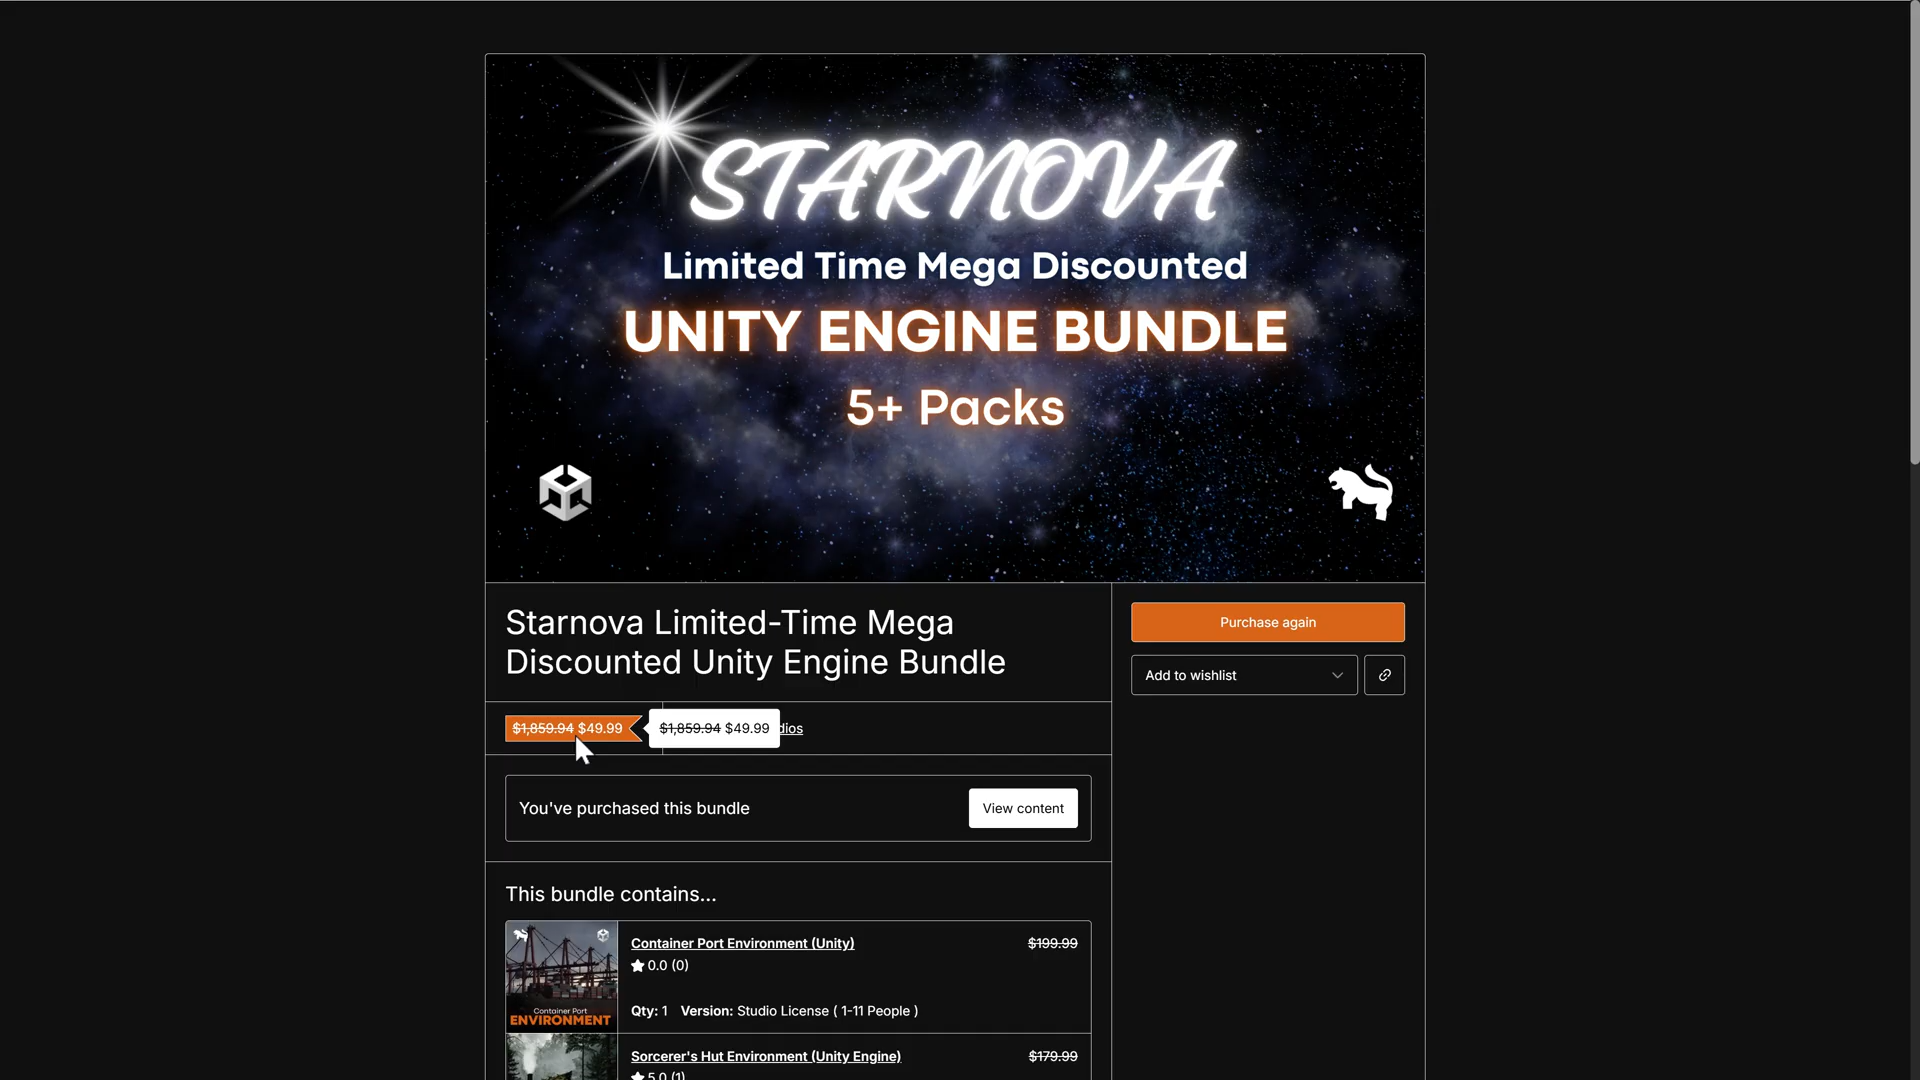 STARNOVA
Limited Time Mega Discounted
UNITY ENGINE BUNDLE
5+ Packs
Starnova Limited-Time Mega
Discounted Unity Engine Bundle
Purchase again
Add to wishlist
$1,859.94 $49.99
$1,859.94 $49.99
dios
You've purchased this bundle
View content
This bundle contains...
Container Port
ENVIRONMENT
Container Port Environment (Unity)
$199.99
0.0 (0)
Qty: 1 Version: Studio License ( 1-11 People )
Sorcerer's Hut Environment (Unity Engine)
$179.99
5.0 (1)